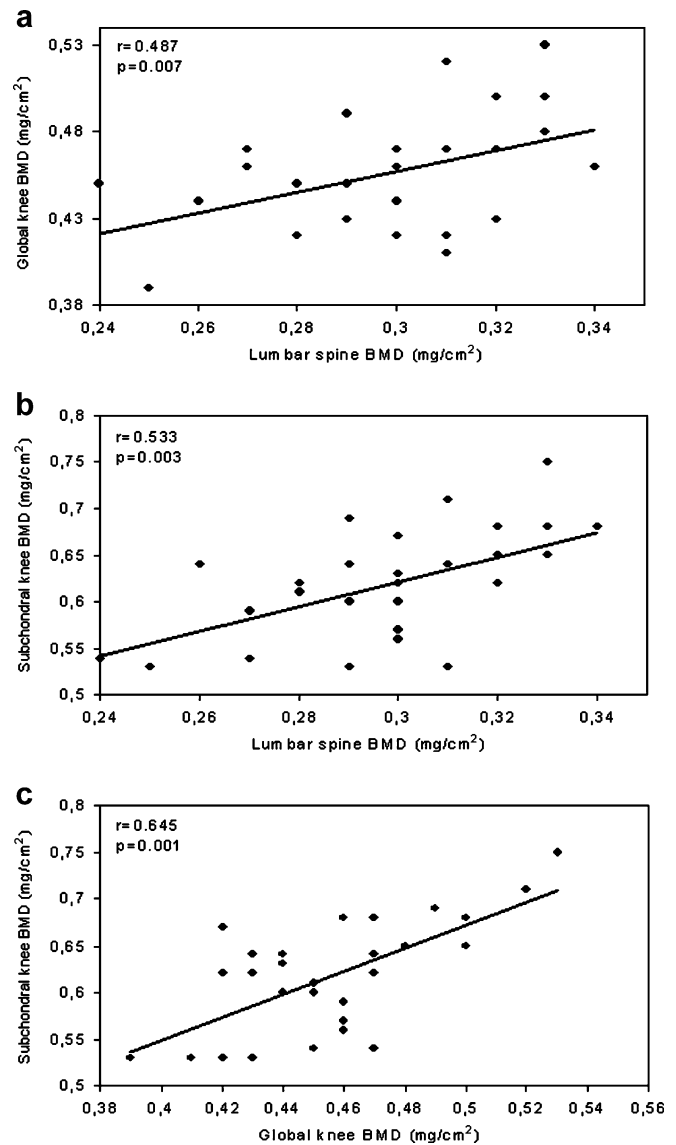 a
r=0.487
p=0.007
Global knee BMD (mg/cm²)
0,53
0,48
0,43
0,38
0,24 0,26 0,28 0,3 0,32 0,34
Lumbar spine BMD (mg/cm²)
b
r=0.533
p=0.003
Subchondral knee BMD (mg/cm²)
0,8
0,75
0,7
0,65
0,6
0,55
0,5
0,24 0,26 0,28 0,3 0,32 0,34
Lumbar spine BMD (mg/cm²)
c
r=0.645
p=0.001
Subchondral knee BMD (mg/cm²)
0,8
0,75
0,7
0,65
0,6
0,55
0,5
0,38 0,4 0,42 0,44 0,46 0,48 0,5 0,52 0,54 0,56
Global knee BMD (mg/cm²)